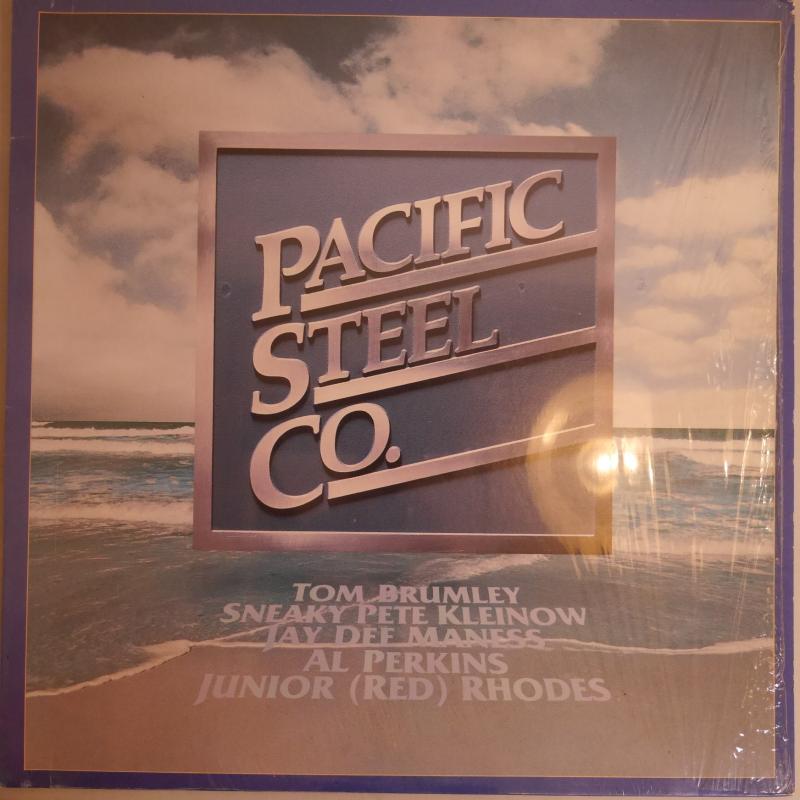 PACIFIC
STEEL
CO.
TOM BRUMLEY
SNEAKY PETE KLEINOW
JAY DEE MANESS
AL PERKINS
JUNIOR (RED) RHODES